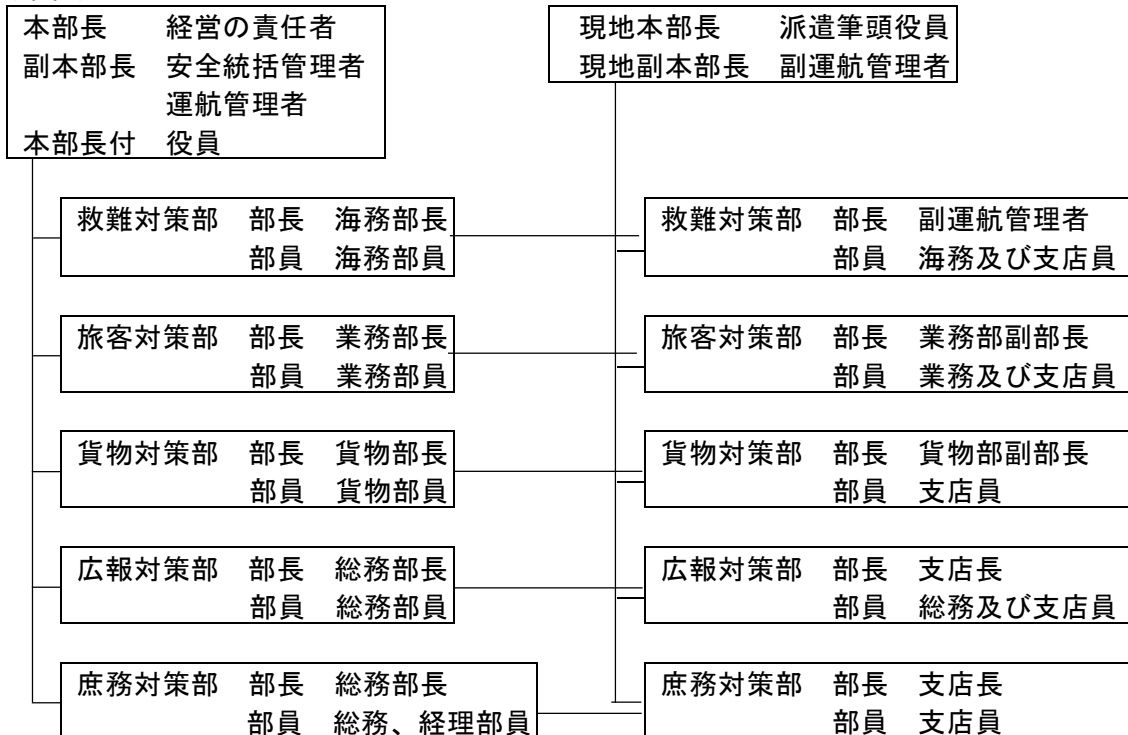 本部長 経営の責任者
副本部長 安全統括管理者
運航管理者
本部長付 役員
現地本部長 派遣筆頭役員
現地副本部長 副運航管理者
救難対策部 部長 海務部長
部員 海務部員
救難対策部 部長 副運航管理者
部員 海務及び支店員
旅客対策部 部長 業務部長
部員 業務部員
旅客対策部 部長 業務部副部長
部員 業務及び支店員
貨物対策部 部長 貨物部長
部員 貨物部員
貨物対策部 部長 貨物部副部長
部員 支店員
広報対策部 部長 総務部長
部員 総務部員
広報対策部 部長 支店長
部員 総務及び支店員
庶務対策部 部長 総務部長
部員 総務、経理部員
庶務対策部 部長 支店長
部員 支店員